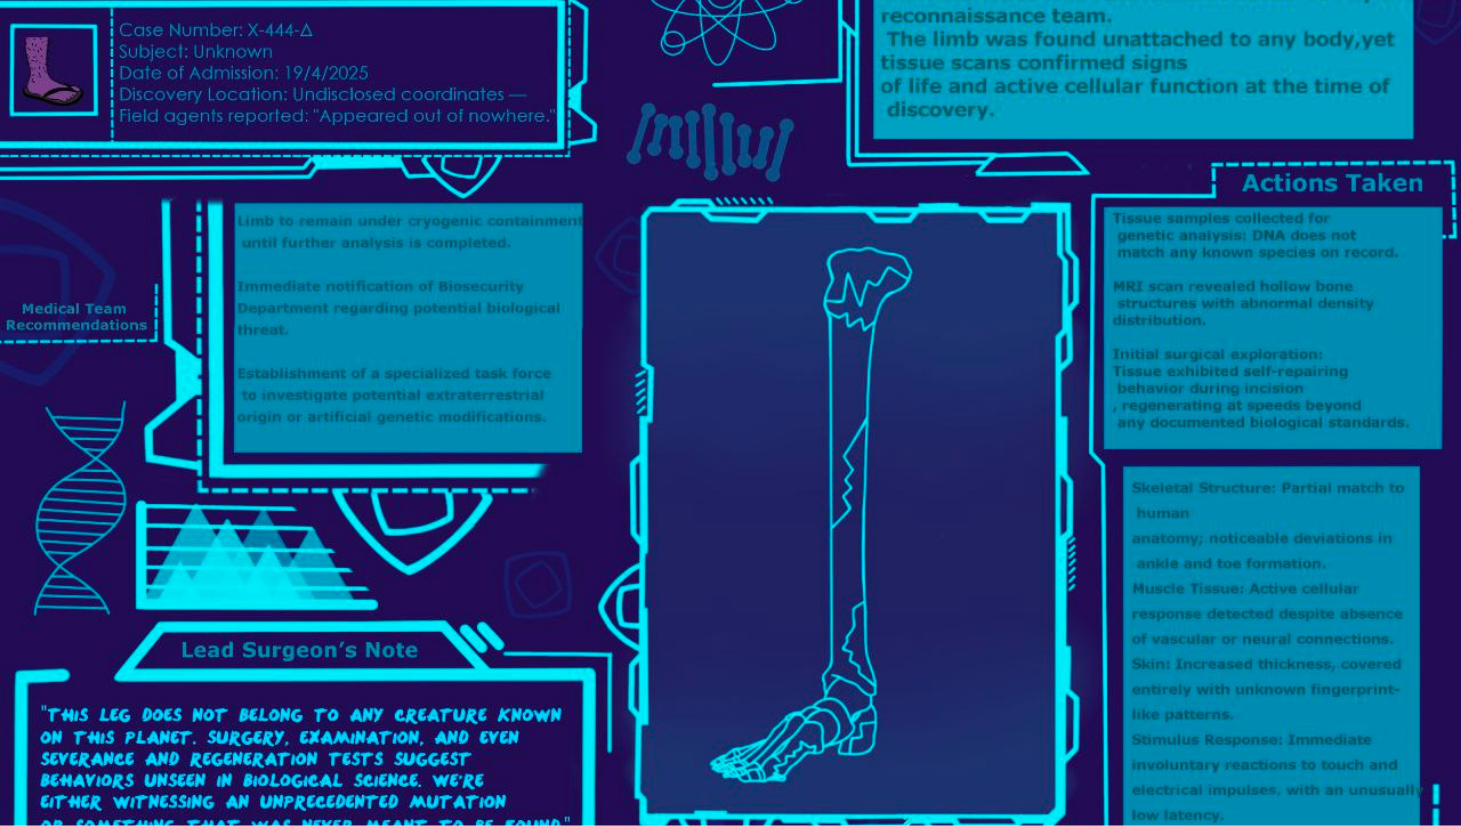 Case Number: X-444-Δ
Subject: Unknown
Date of Admission: 19/4/2025
Discovery Location: Undisclosed coordinates —
Field agents reported: "Appeared out of nowhere."
reconnaissance team.
The limb was found unattached to any body,yet
tissue scans confirmed signs
of life and active cellular function at the time of
discovery.
Medical Team
Recommendations
Limb to remain under cryogenic containment
until further analysis is completed.
Immediate notification of Biosecurity
Department regarding potential biological
threat.
Establishment of a specialized task force
to investigate potential extraterrestrial
origin or artificial genetic modifications.
Actions Taken
Tissue samples collected for
genetic analysis: DNA does not
match any known species on record.
MRI scan revealed hollow bone
structures with abnormal density
distribution.
Initial surgical exploration:
Tissue exhibited self-repairing
behavior during incision
, regenerating at speeds beyond
any documented biological standards.
Skeletal Structure: Partial match to
human
anatomy; noticeable deviations in
ankle and toe formation.
Muscle Tissue: Active cellular
response detected despite absence
of vascular or neural connections.
Skin: Increased thickness, covered
entirely with unknown fingerprint-
like patterns.
Stimulus Response: Immediate
involuntary reactions to touch and
electrical impulses, with an unusually
low latency.
Lead Surgeon's Note
"THIS LEG DOES NOT BELONG TO ANY CREATURE KNOWN
ON THIS PLANET. SURGERY, EXAMINATION, AND EVEN
SEVERANCE AND REGENERATION TESTS SUGGEST
BEHAVIORS UNSEEN IN BIOLOGICAL SCIENCE. WE'RE
EITHER WITNESSING AN UNPRECEDENTED MUTATION
OR SOMETHING THAT WAS NEVER MEANT TO BE FOUND"